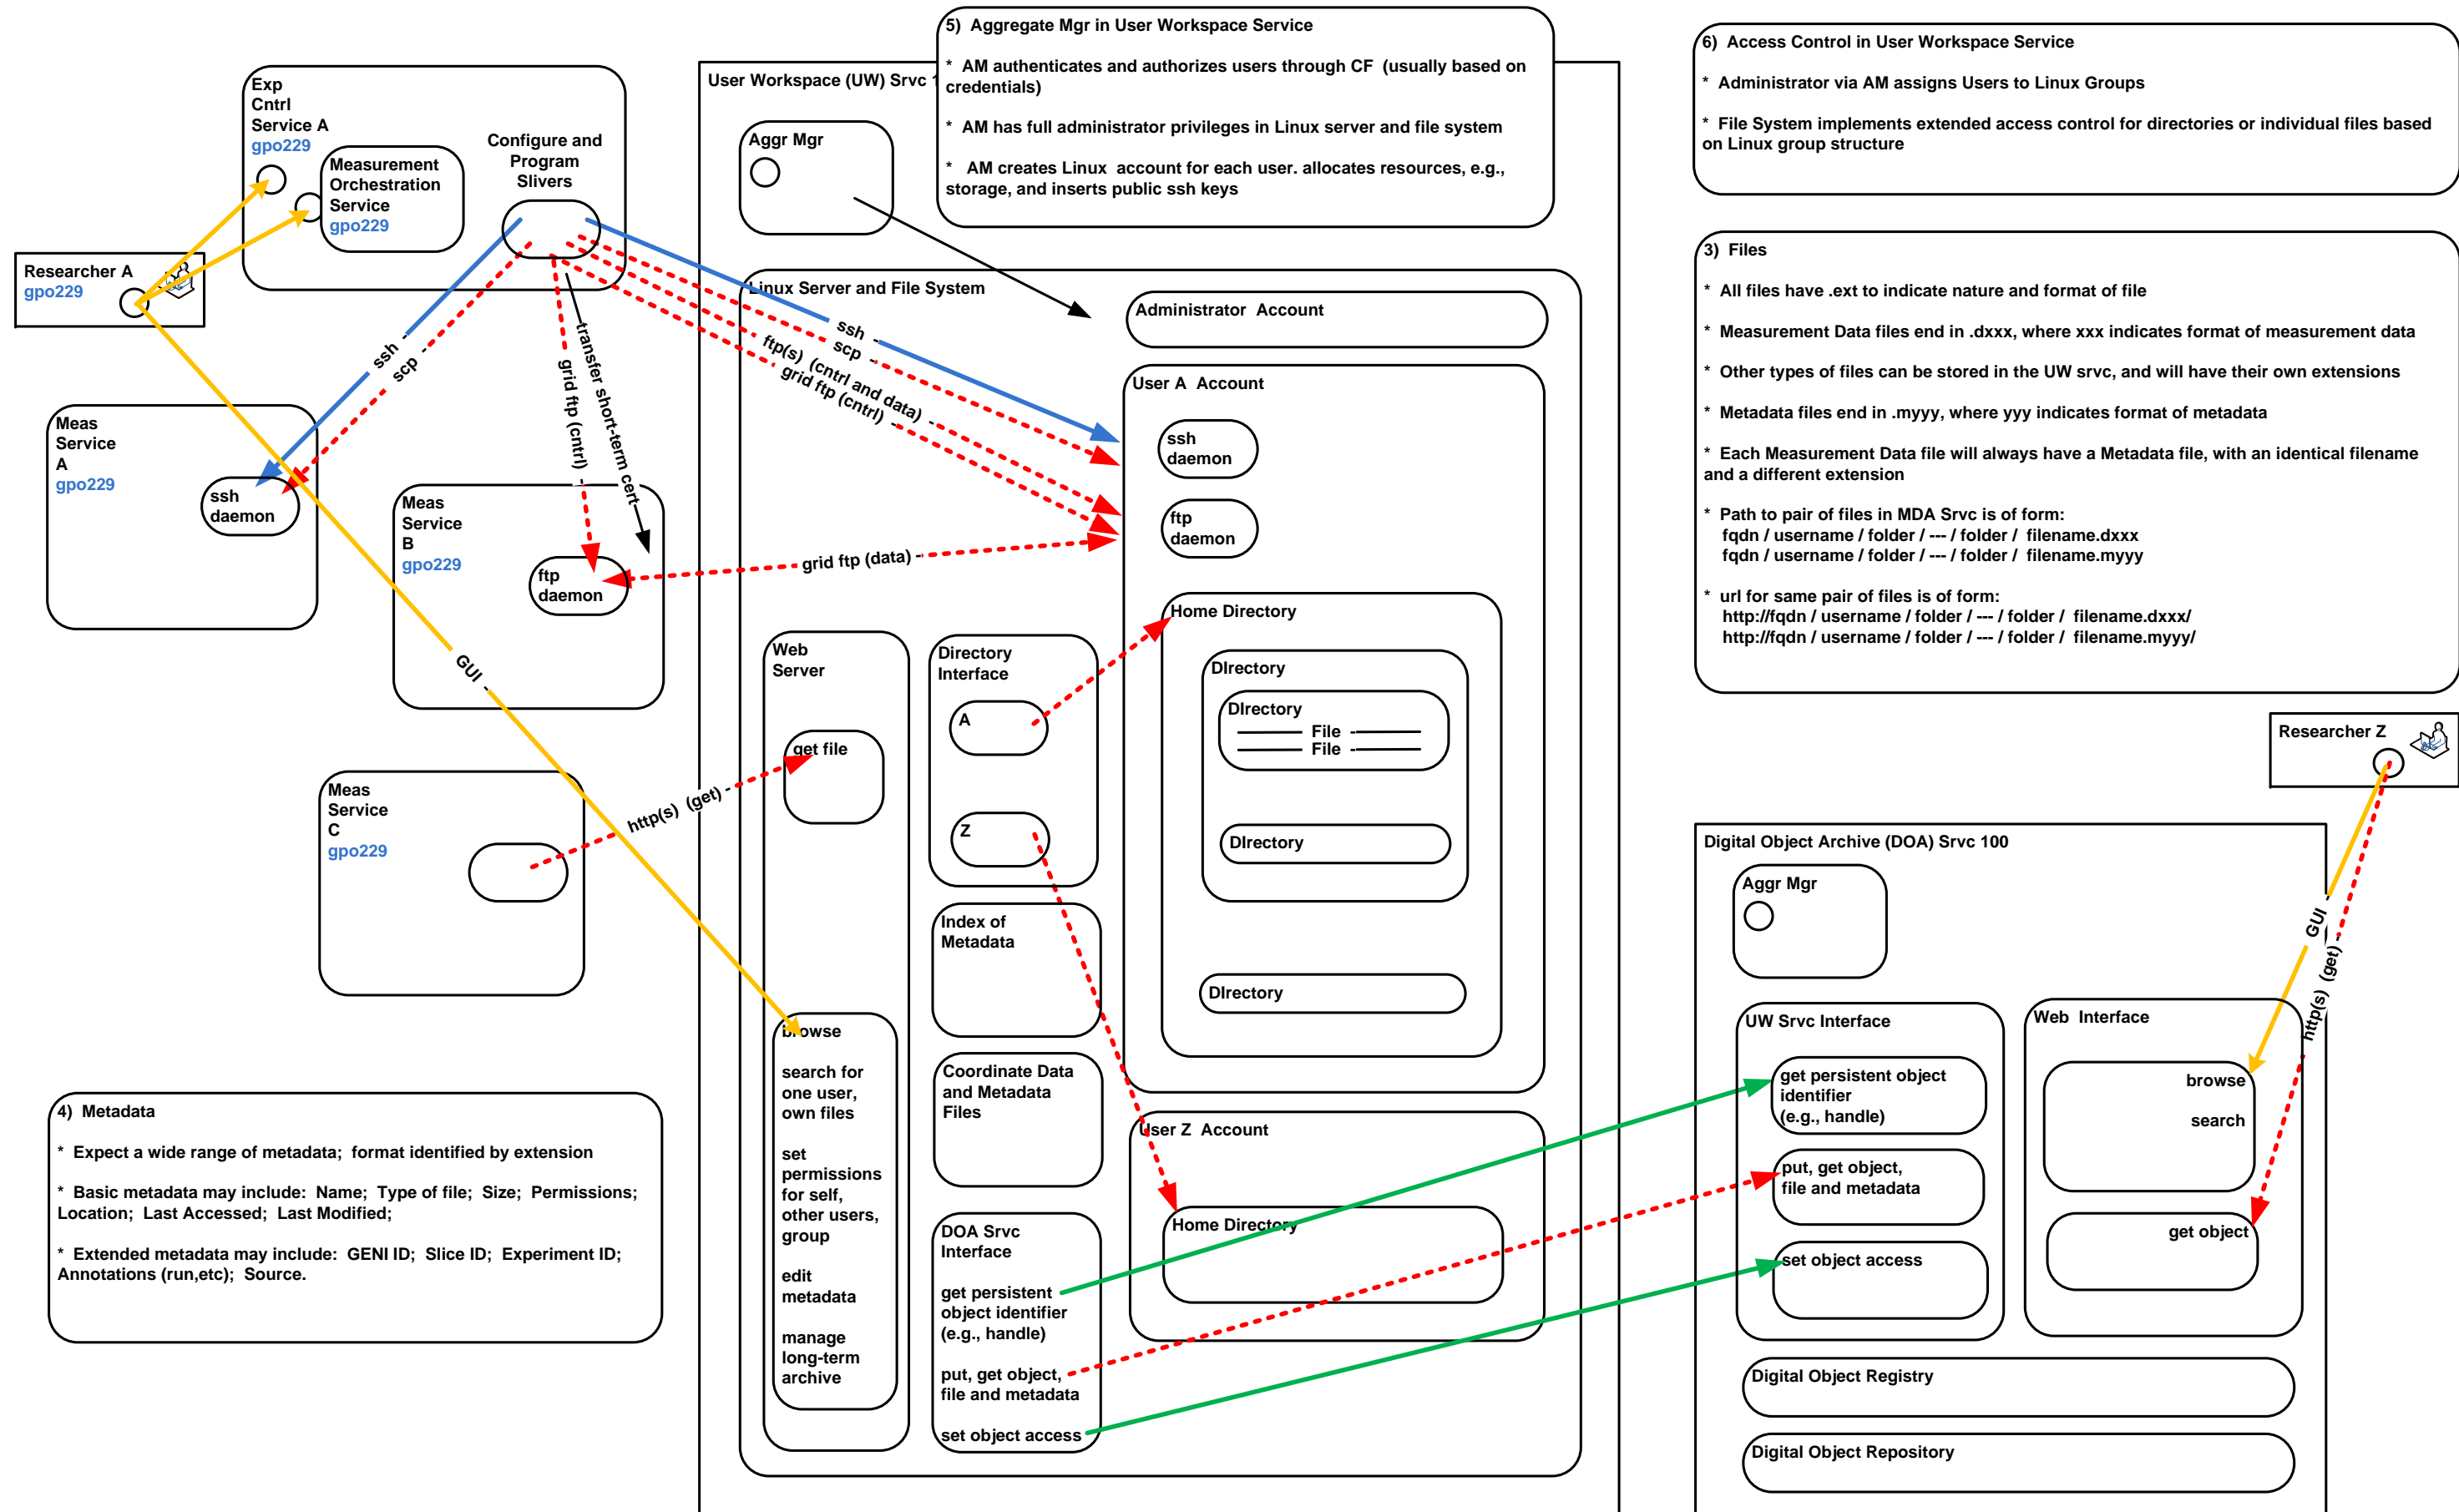 5)  Aggregate Mgr in User Workspace Service
*  AM authenticates and authorizes users through CF  (usually based on
credentials)
*  AM has full administrator privileges in Linux server and file system
*   AM creates Linux  account for each user. allocates resources, e.g.,
storage, and inserts public ssh keys
6)  Access Control in User Workspace Service
*  Administrator via AM assigns Users to Linux Groups
*  File System implements extended access control for directories or individual files based
on Linux group structure
Exp
Cntrl
Service A
gpo229
Measurement
Orchestration
Service
gpo229
Configure and
Program
Slivers
Researcher A
gpo229
ssh -
scp -
grid ftp (cntrl) -
transfer short-term cert
Meas
Service
A
gpo229
ssh
daemon
Meas
Service
B
gpo229
ftp
daemon
GUI -
Meas
Service
C
gpo229
http(s)  (get) -
grid ftp (data) -
User Workspace (UW) Srvc
Aggr Mgr
Linux Server and File System
ssh -
scp -
ftp(s)  (cntrl and data) -
grid ftp (cntrl) -
Administrator  Account
User A  Account
ssh
daemon
ftp
daemon
Home Directory
DIrectory
DIrectory
File -
File -
DIrectory
DIrectory
Web
Server
get file
browse
search for
one user,
own files
set
permissions
for self,
other users,
group
edit
metadata
manage
long-term
archive
Directory
Interface
A
Z
Index of
Metadata
Coordinate Data
and Metadata
Files
DOA Srvc
Interface
get persistent
object identifier
(e.g., handle)
put, get object,
file and metadata
set object access
User Z  Account
Home Directory
3)  Files
*  All files have .ext to indicate nature and format of file
*  Measurement Data files end in .dxxx, where xxx indicates format of measurement data
*  Other types of files can be stored in the UW srvc, and will have their own extensions
*  Metadata files end in .myyy, where yyy indicates format of metadata
*  Each Measurement Data file will always have a Metadata file, with an identical filename
and a different extension
*  Path to pair of files in MDA Srvc is of form:
fqdn / username / folder / --- / folder /  filename.dxxx
fqdn / username / folder / --- / folder /  filename.myyy
*  url for same pair of files is of form:
http://fqdn / username / folder / --- / folder /  filename.dxxx/
http://fqdn / username / folder / --- / folder /  filename.myyy/
Researcher Z
GUI -
http(s)  (get) -
Digital Object Archive (DOA) Srvc 100
Aggr Mgr
UW Srvc Interface
get persistent object
identifier
(e.g., handle)
put, get object,
file and metadata
set object access
Web  Interface
browse
search
get object
Digital Object Registry
Digital Object Repository
4)  Metadata
*  Expect a wide range of metadata;  format identified by extension
*  Basic metadata may include:  Name;  Type of file;  Size;  Permissions;
Location;  Last Accessed;  Last Modified;
*  Extended metadata may include:  GENI ID;  Slice ID;  Experiment ID;
Annotations (run,etc);  Source.